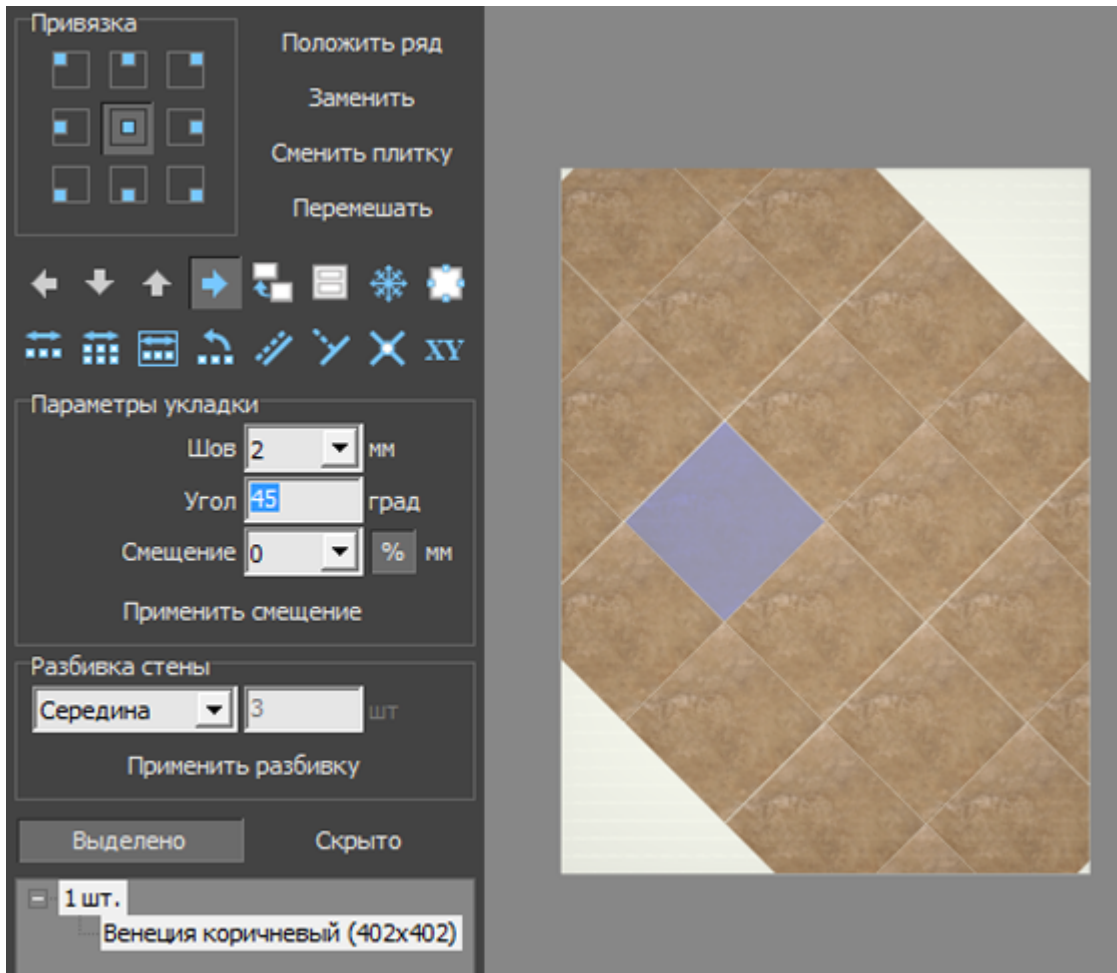 Привязка
Положить ряд
Заменить
Сменить плитку
Перемешать
XY
Параметры укладки
Шов 2 мм
Угол 45 град
Смещение 0 % мм
Применить смещение
Разбивка стены
Середина 3 шт
Применить разбивку
Выделено Скрыто
1 шт.
Венеция коричневый (402x402)